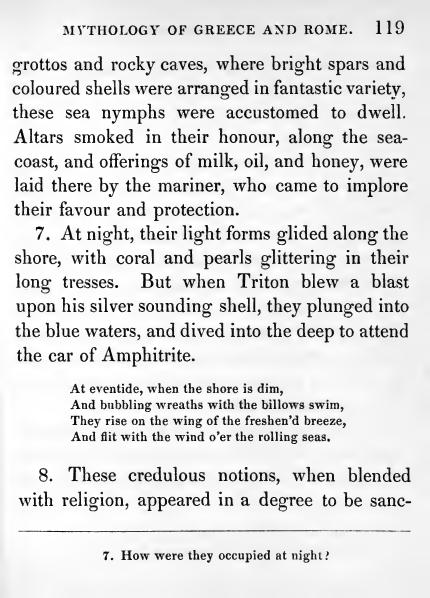 MYTHOLOGY OF GREECE AND ROME. 119
grottos and rocky caves, where bright spars and
coloured shells were arranged in fantastic variety,
these sea nymphs were accustomed to dwell.
Altars smoked in their honour, along the sea-
coast, and offerings of milk, oil, and honey, were
laid there by the mariner, who came to implore
their favour and protection.
7. At night, their light forms glided along the
shore, with coral and pearls glittering in their
long tresses. But when Triton blew a blast
upon his silver sounding shell, they plunged into
the blue waters, and dived into the deep to attend
the car of Amphitrite.
At eventide, when the shore is dim,
And bubbling wreaths with the billows swim,
They rise on the wing of the freshen'd breeze,
And flit with the wind o'er the rolling seas.
8. These credulous notions, when blended
with religion, appeared in a degree to be sanc-
7. How were they occupied at night?